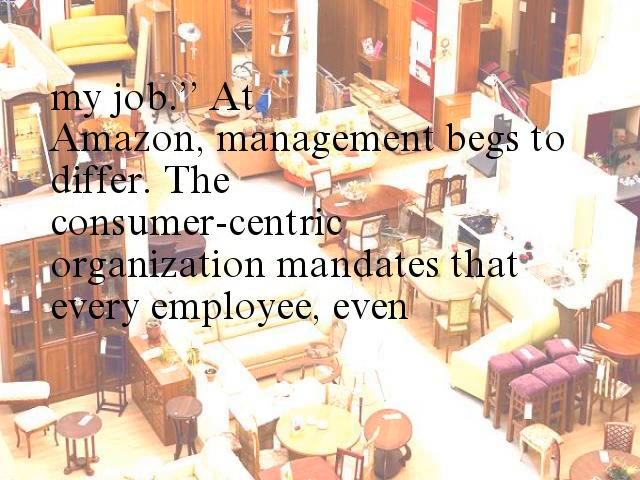 my job.” At
Amazon, management begs to
differ. The
consumer-centric
organization mandates that
every employee, even